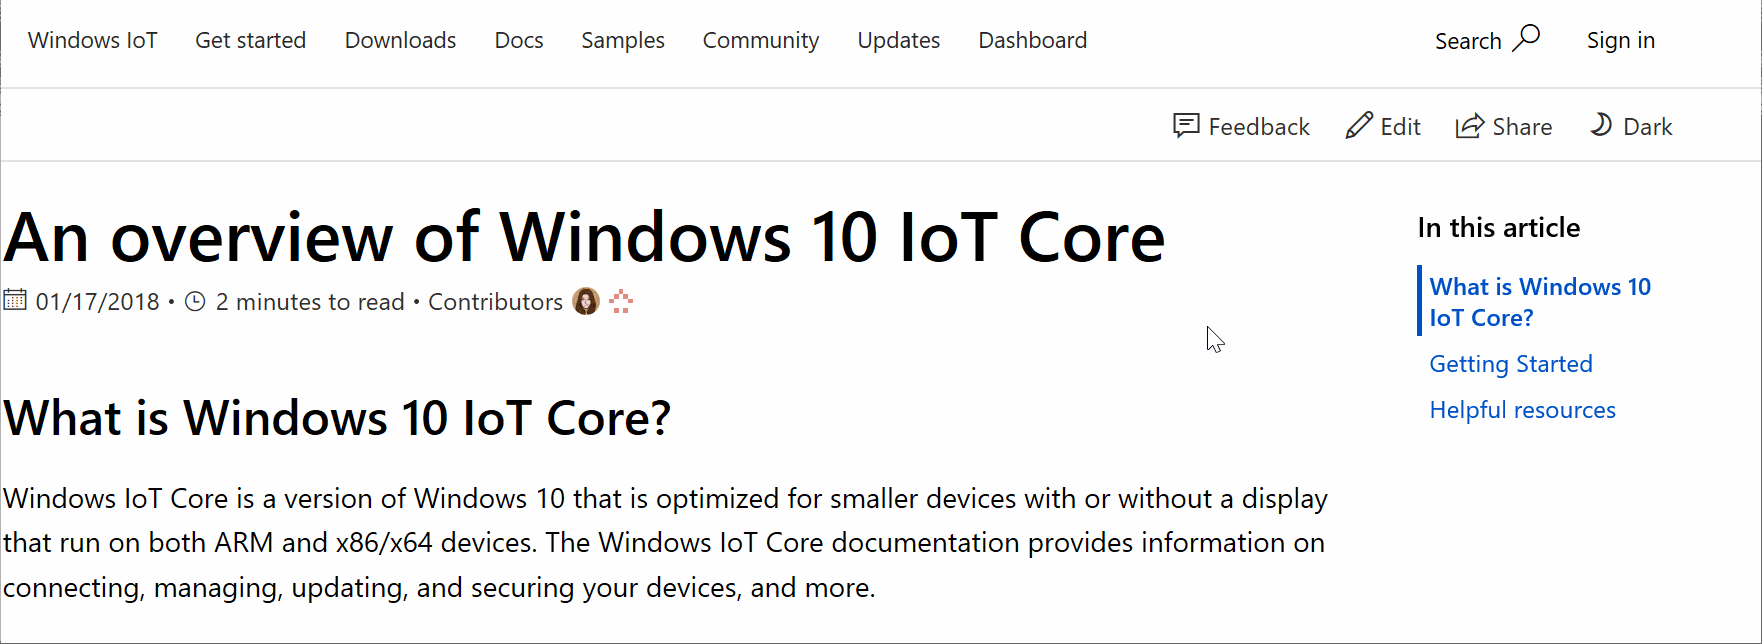 Windows IoT Get started Downloads Docs Samples Community Updates Dashboard Search Sign in
Feedback Edit Share Dark
An overview of Windows 10 IoT Core
01/17/2018 • 2 minutes to read • Contributors
What is Windows 10 IoT Core?
Windows IoT Core is a version of Windows 10 that is optimized for smaller devices with or without a display
that run on both ARM and x86/x64 devices. The Windows IoT Core documentation provides information on
connecting, managing, updating, and securing your devices, and more.
In this article
What is Windows 10
IoT Core?
Getting Started
Helpful resources